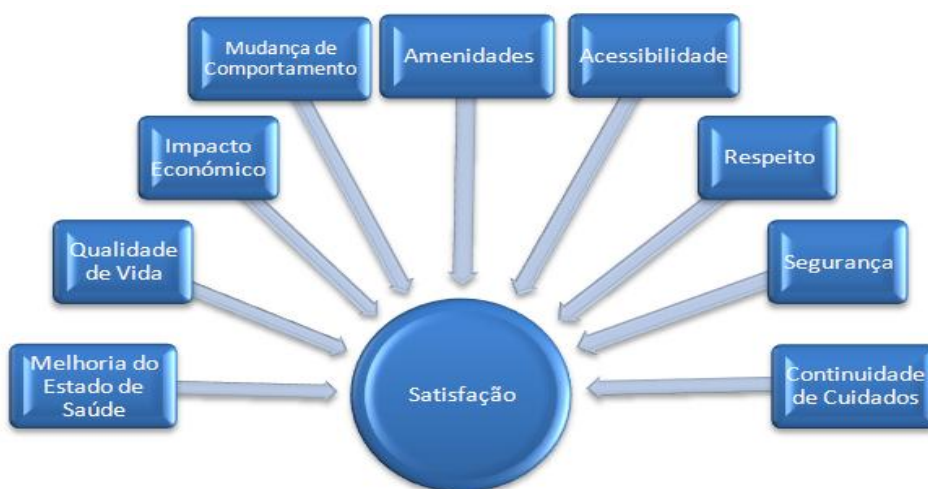 Mudança de
Comportamento
Amenidades
Acessibilidade
Impacto
Económico
Respeito
Qualidade
de Vida
Segurança
Melhoria do
Estado de
Saúde
Satisfação
Continuidade
de Cuidados